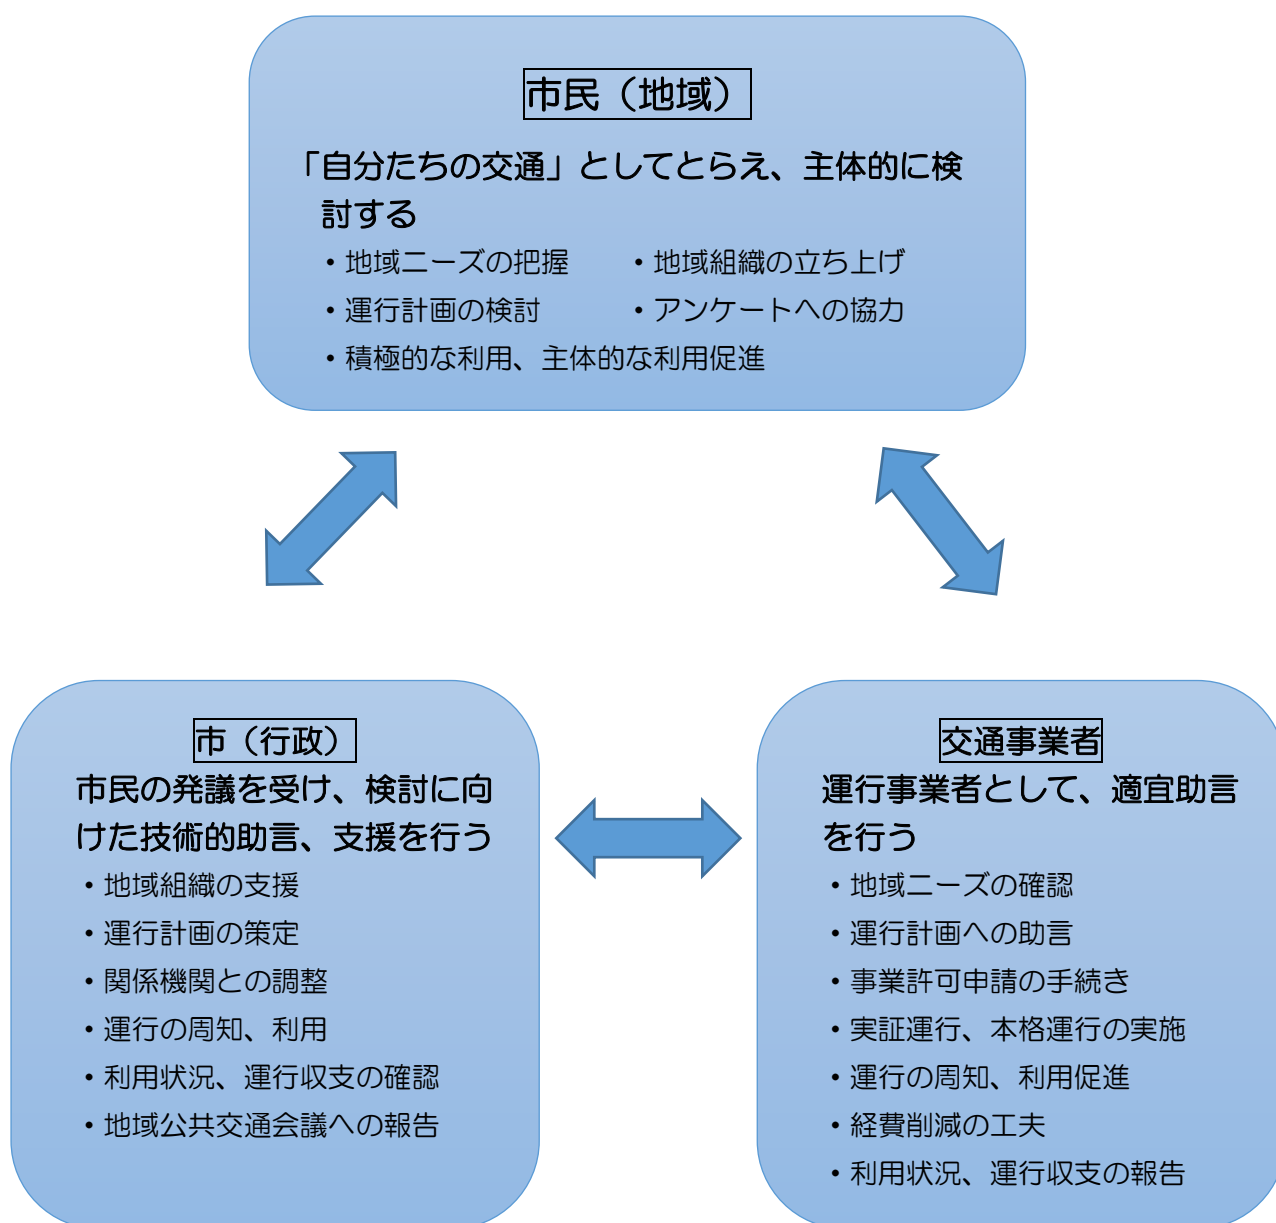 市民（地域）
「自分たちの交通」としてとらえ、主体的に検
討する
・地域ニーズの把握　　・地域組織の立ち上げ
・運行計画の検討　　　・アンケートへの協力
・積極的な利用、主体的な利用促進
市（行政）
市民の発議を受け、検討に向
けた技術的助言、支援を行う
・地域組織の支援
・運行計画の策定
・関係機関との調整
・運行の周知、利用
・利用状況、運行収支の確認
・地域公共交通会議への報告
交通事業者
運行事業者として、適宜助言
を行う
・地域ニーズの確認
・運行計画への助言
・事業許可申請の手続き
・実証運行、本格運行の実施
・運行の周知、利用促進
・経費削減の工夫
・利用状況、運行収支の報告